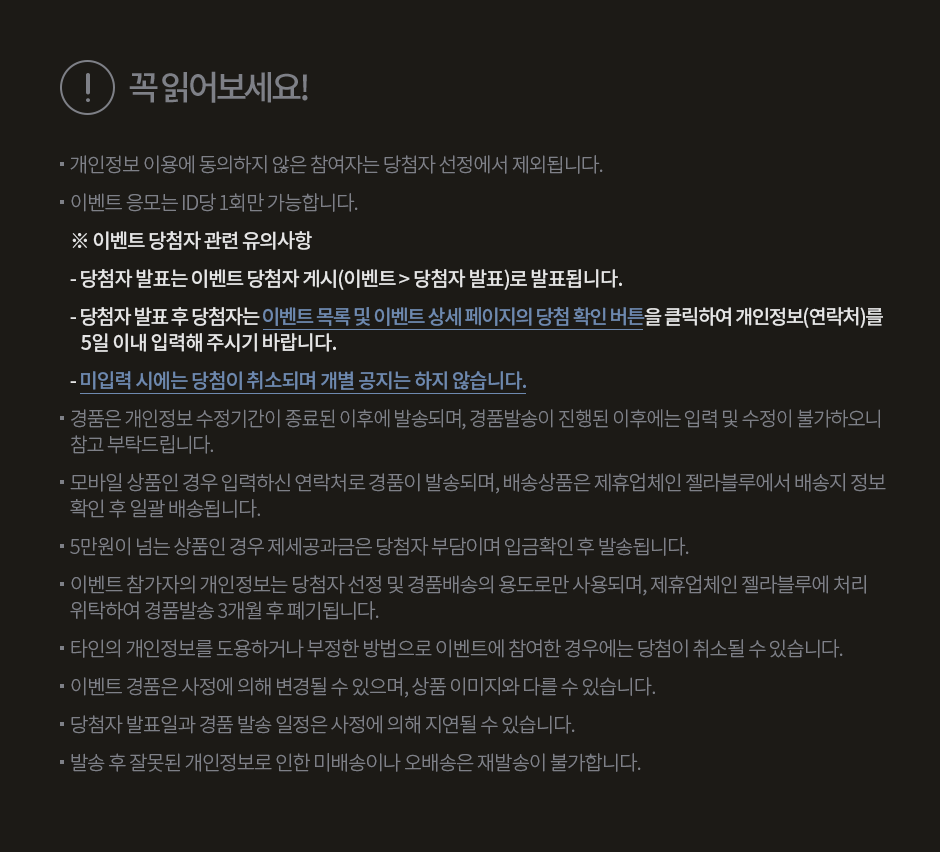 ! 꼭 읽어보세요!
▪ 개인정보 이용에 동의하지 않은 참여자는 당첨자 선정에서 제외됩니다.
▪ 이벤트 응모는 ID당 1회만 가능합니다.
※ 이벤트 당첨자 관련 유의사항
- 당첨자 발표는 이벤트 당첨자 게시(이벤트 > 당첨자 발표)로 발표됩니다.
- 당첨자 발표 후 당첨자는 이벤트 목록 및 이벤트 상세 페이지의 당첨 확인 버튼을 클릭하여 개인정보(연락처)를
5일 이내 입력해 주시기 바랍니다.
- 미입력 시에는 당첨이 취소되며 개별 공지는 하지 않습니다.
▪ 경품은 개인정보 수정기간이 종료된 이후에 발송되며, 경품발송이 진행된 이후에는 입력 및 수정이 불가하오니
참고 부탁드립니다.
▪ 모바일 상품인 경우 입력하신 연락처로 경품이 발송되며, 배송상품은 제휴업체인 젤라블루에서 배송지 정보
확인 후 일괄 배송됩니다.
▪ 5만원이 넘는 상품인 경우 제세공과금은 당첨자 부담이며 입금확인 후 발송됩니다.
▪ 이벤트 참가자의 개인정보는 당첨자 선정 및 경품배송의 용도로만 사용되며, 제휴업체인 젤라블루에 처리
위탁하여 경품발송 3개월 후 폐기됩니다.
▪ 타인의 개인정보를 도용하거나 부정한 방법으로 이벤트에 참여한 경우에는 당첨이 취소될 수 있습니다.
▪ 이벤트 경품은 사정에 의해 변경될 수 있으며, 상품 이미지와 다를 수 있습니다.
▪ 당첨자 발표일과 경품 발송 일정은 사정에 의해 지연될 수 있습니다.
▪ 발송 후 잘못된 개인정보로 인한 미배송이나 오배송은 재발송이 불가합니다.